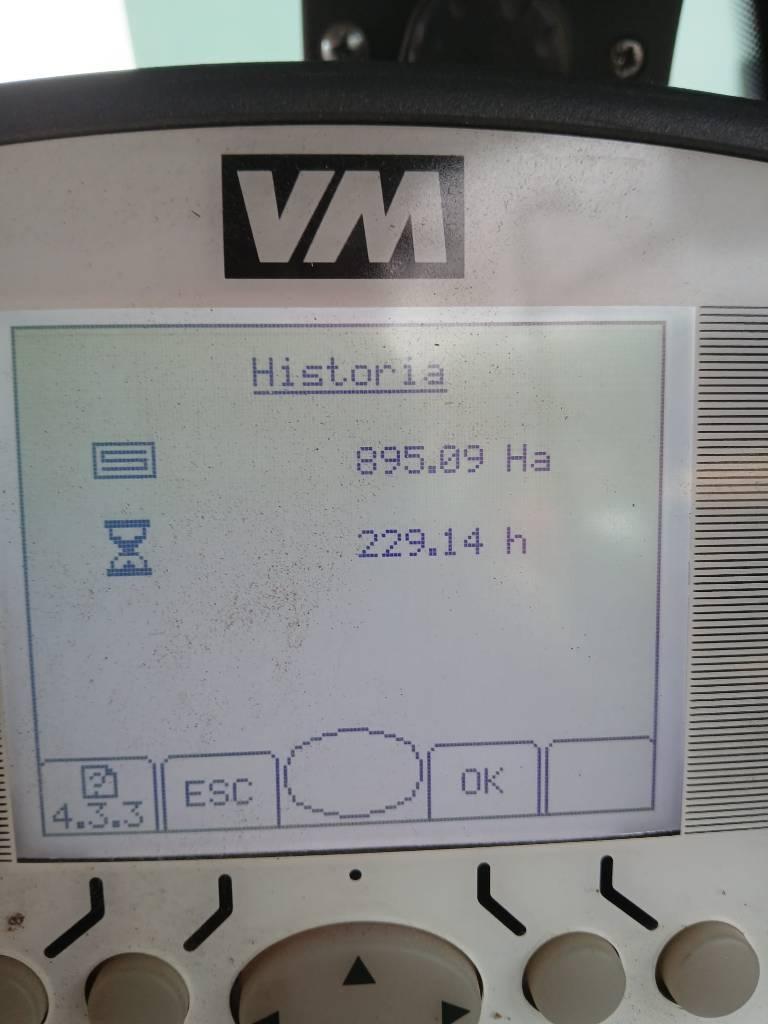 VM
Historia
895.09 Ha
229.14 h
?
4.3.3 ESC OK